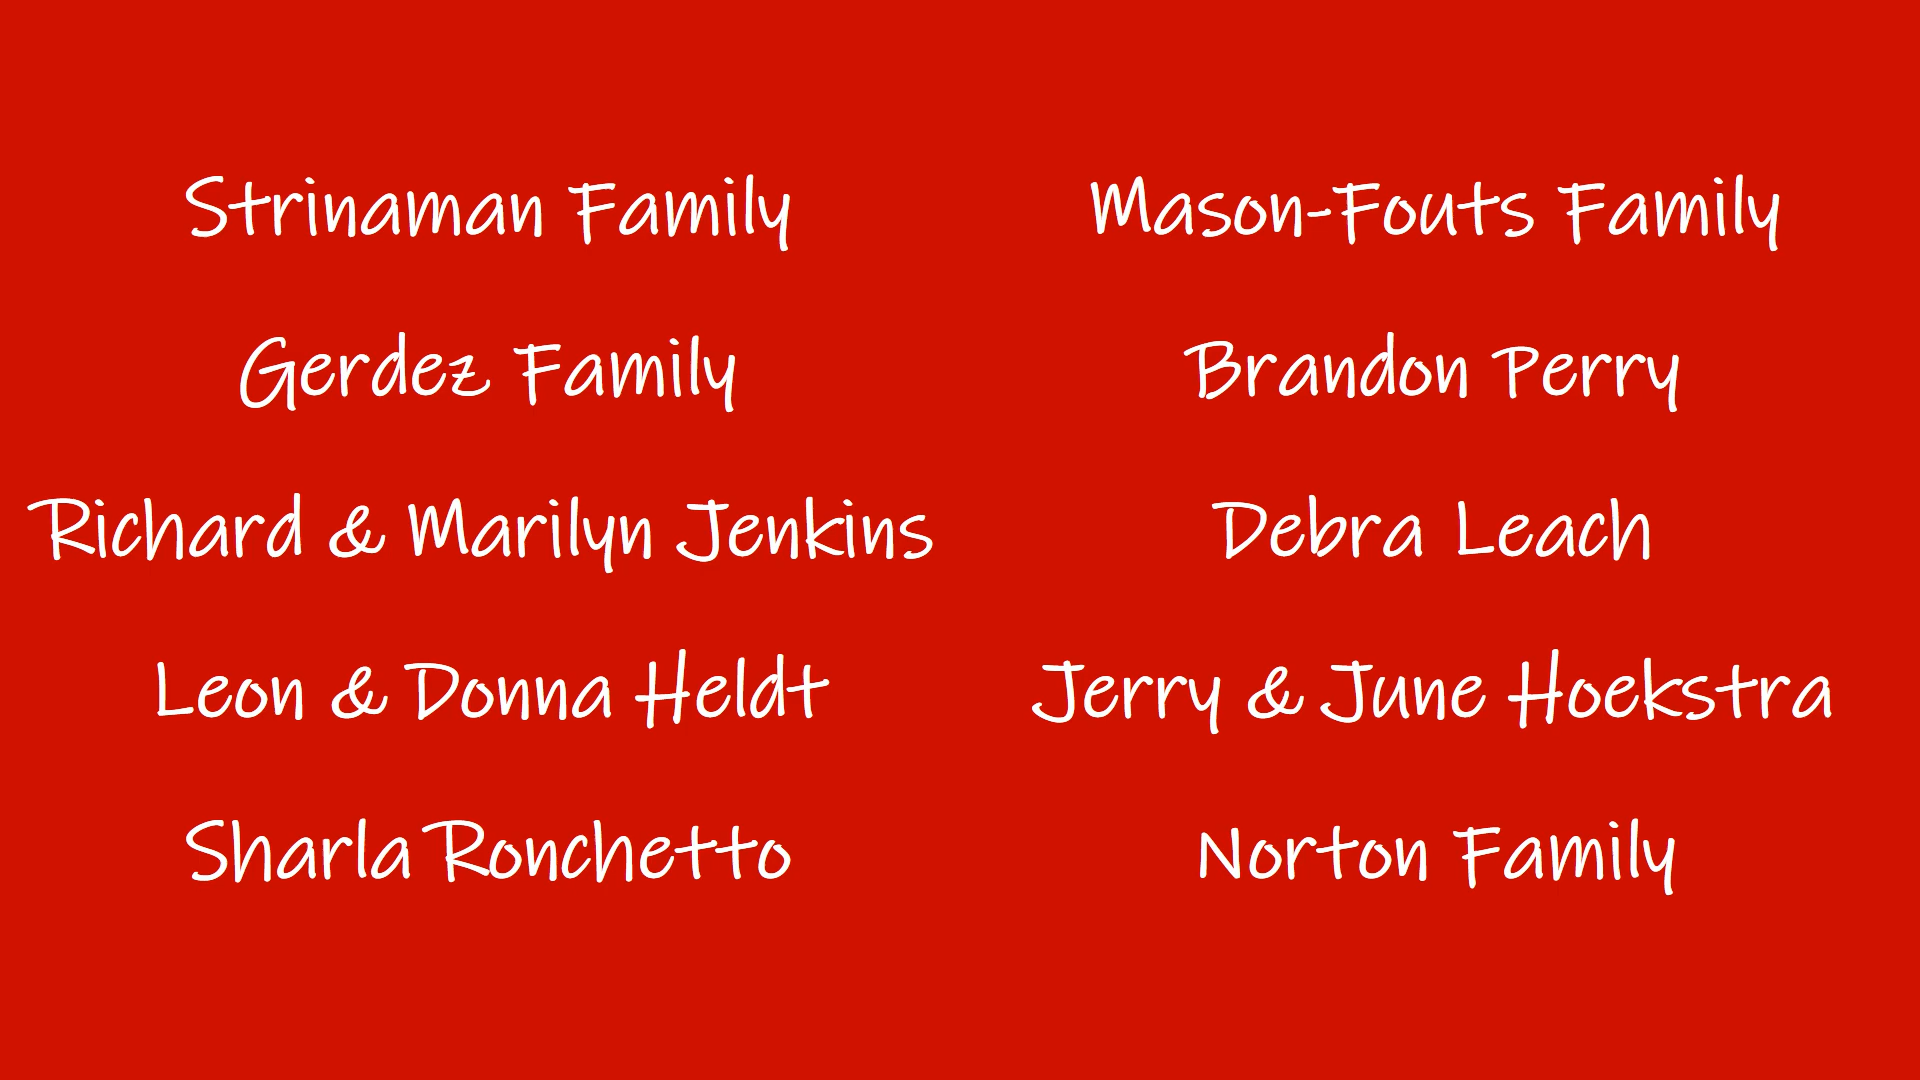 Strinaman Family
Gerdez Family
Richard & Marilyn Jenkins
Leon & Donna Heldt
Sharla Ronchetto
Mason-Fouts Family
Brandon Perry
Debra Leach
Jerry & June Hoekstra
Norton Family